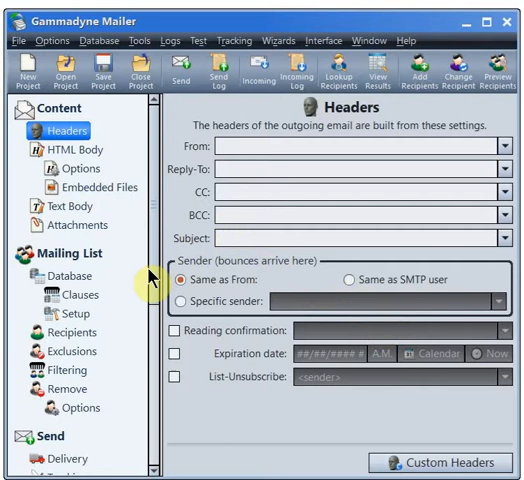 Gammadyne Mailer
File Options Database Tools Logs Test Tracking Wizards Interface Window Help
New Project Open Project Save Project Close Project Send Send Log Incoming Incoming Log Lookup Recipients View Results Add Recipients Change Recipients Preview Recipients
Content
Headers
HTML Body
Options
Embedded Files
Text Body
Attachments
Mailing List
Database
Clauses
Setup
Recipients
Exclusions
Filtering
Remove
Options
Send
Delivery
Headers
The headers of the outgoing email are built from these settings.
From:
Reply-To:
CC:
BCC:
Subject:
Sender (bounces arrive here)
Same as From: Same as SMTP user
Specific sender:
Reading confirmation:
Expiration date: ##/##/#### # A.M. Calendar Now
List-Unsubscribe: <sender>
Custom Headers